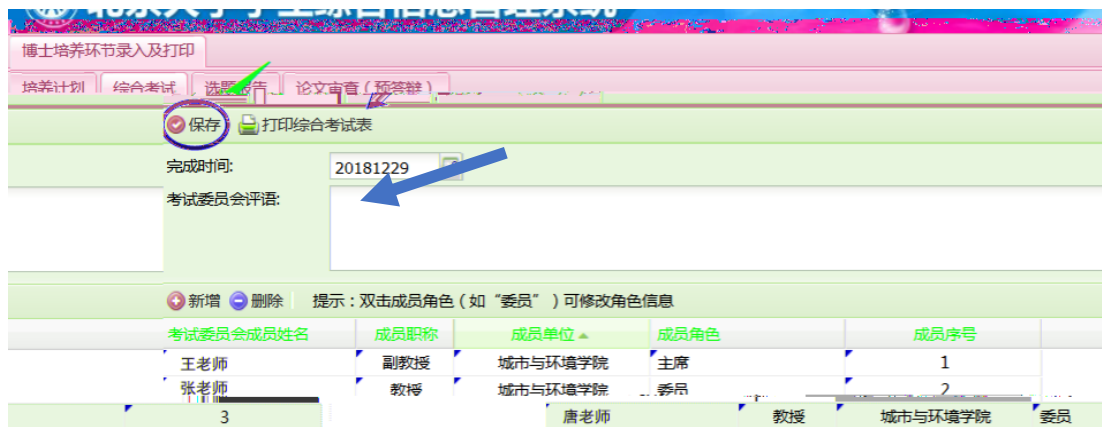 博士培养环节录入及打印
培养计划 综合考试 选题报告 论文审查（预答辩）
保存 打印综合考试表
完成时间: 20181229
考试委员会评语:
新增 删除 提示：双击成员角色（如“委员”）可修改角色信息
考试委员会成员姓名 成员职称 成员单位 成员角色 成员序号
王老师 副教授 城市与环境学院 主席 1
张老师 教授 城市与环境学院 委员 2
3 唐老师 教授 城市与环境学院 委员